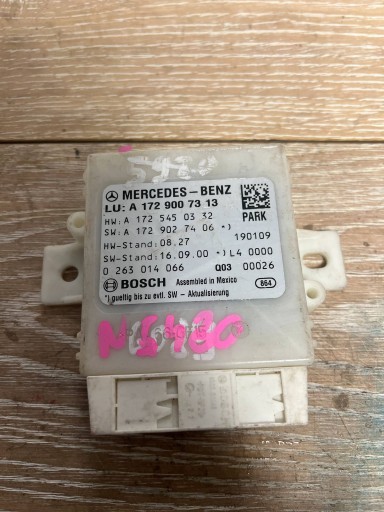 MERCEDES-BENZ
LU: A 172 900 73 13
HW: A 172 545 03 32 PARK
SW: A 172 902 74 06 *)
HW-Stand: 08.27 190109
SW-Stand: 16.09.00 *) L4 0000
0 263 014 066 Q03 00026
BOSCH Assembled in Mexico 864
*) gueltig bis zu evtl. SW - Aktualisierung